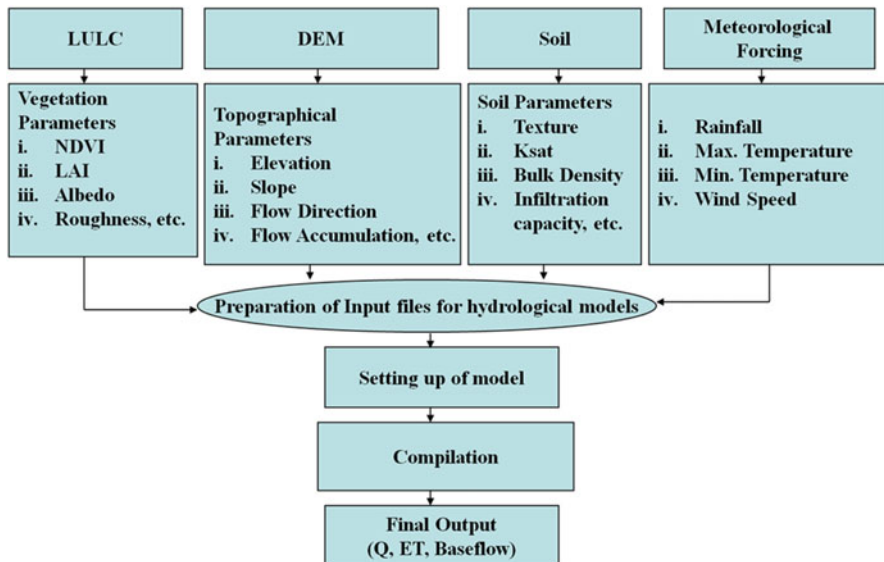 LULC
DEM
Soil
Meteorological
Forcing
Vegetation
Parameters
i. NDVI
ii. LAI
iii. Albedo
iv. Roughness, etc.
Topographical
Parameters
i. Elevation
ii. Slope
iii. Flow Direction
iv. Flow Accumulation, etc.
Soil Parameters
i. Texture
ii. Ksat
iii. Bulk Density
iv. Infiltration
capacity, etc.
i. Rainfall
ii. Max. Temperature
iii. Min. Temperature
iv. Wind Speed
Preparation of Input files for hydrological models
Setting up of model
Compilation
Final Output
(Q, ET, Baseflow)